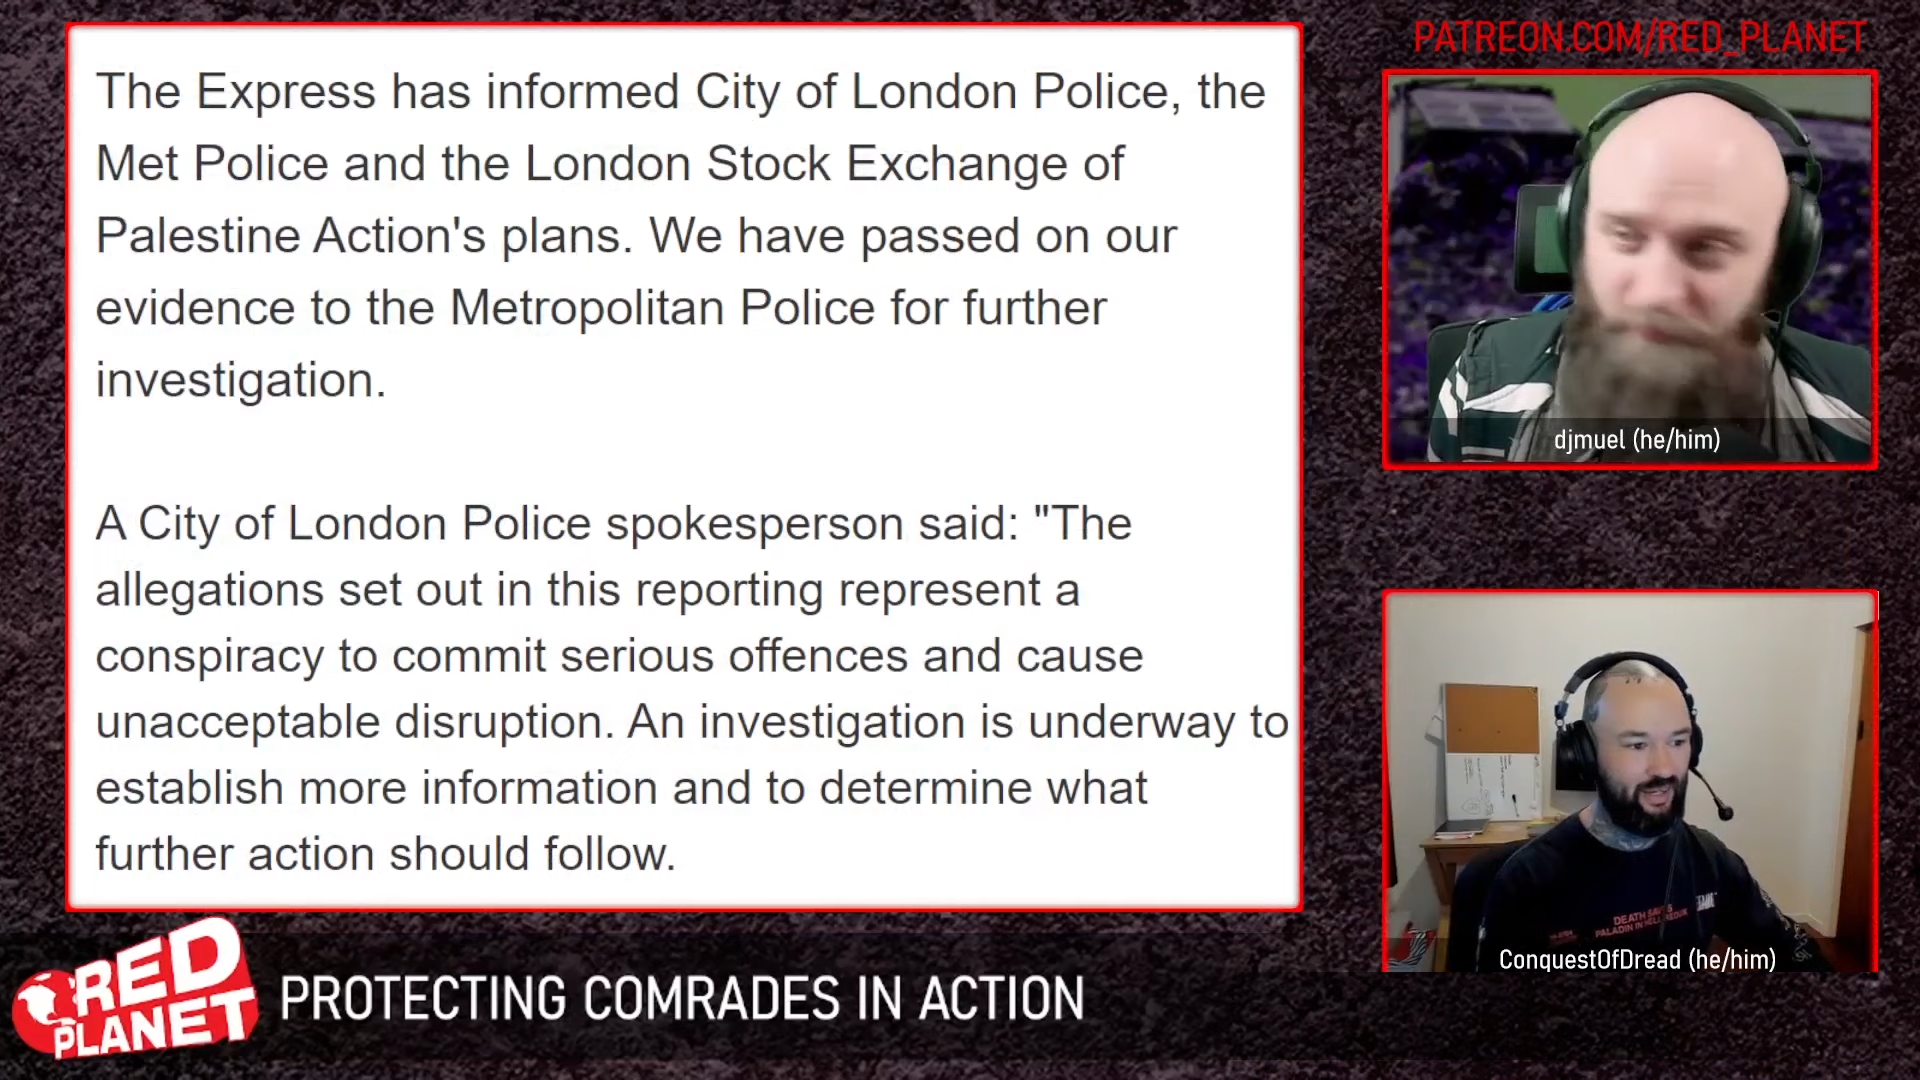 PATREON.COM/RED_PLANET
The Express has informed City of London Police, the
Met Police and the London Stock Exchange of
Palestine Action's plans. We have passed on our
evidence to the Metropolitan Police for further
investigation.
A City of London Police spokesperson said: "The
allegations set out in this reporting represent a
conspiracy to commit serious offences and cause
unacceptable disruption. An investigation is underway to
establish more information and to determine what
further action should follow.
djmuel (he/him)
DEATH
PALADIN IN HELL
ConquestOfDread (he/him)
RED
PLANET
PROTECTING COMRADES IN ACTION